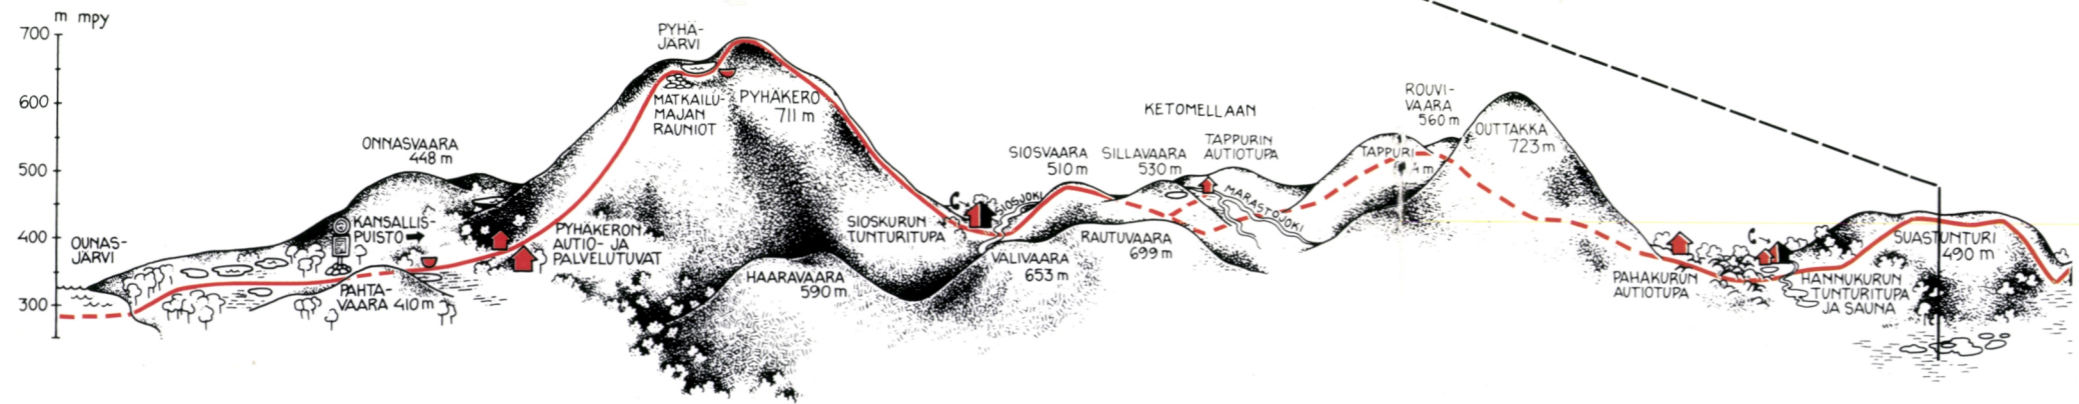 m mpy
700
600
500
400
300
OUNAS-
JÄRVI
ONNASVAARA
448 m
KANSALLIS-
PUISTO
PAHTA-
VAARA 410 m
PYHÄKERON
AUTIO- JA
PALVELUTUVAT
PYHÄ-
JÄRVI
MATKAILU-
MAJAN
RAUNIOT
PYHÄKERO
711 m
HAARAVAARA
590 m
SIOSKURUN
TUNTURITUPA
SIOSJOKI
VALIVAARA
653 m
SIOSVAARA
510 m
RAUTUVAARA
699 m
SILLAVAARA
530 m
KETOMELLAAN
TAPPURIN
AUTIOTUPA
MARASTOJOKI
TAPPURI
m
ROUVI-
VAARA
560 m
OUTTAKKA
723 m
PAHAKURUN
AUTIOTUPA
HANNUKURUN
TUNTURITUPA
JA SAUNA
SUASTUNTURI
490 m